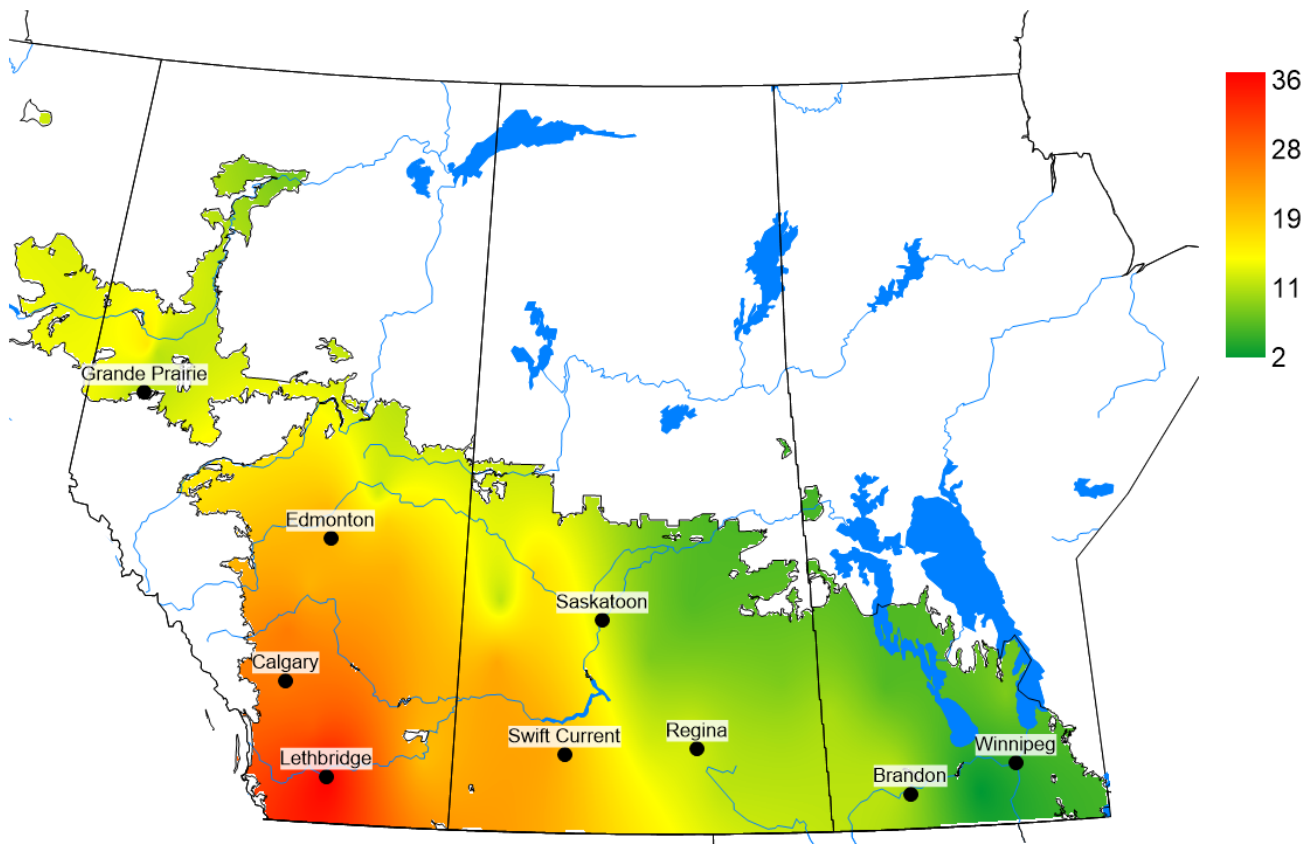 36
28
19
11
2
Grande Prairie
Edmonton
Saskatoon
Calgary
Swift Current
Regina
Lethbridge
Winnipeg
Brandon